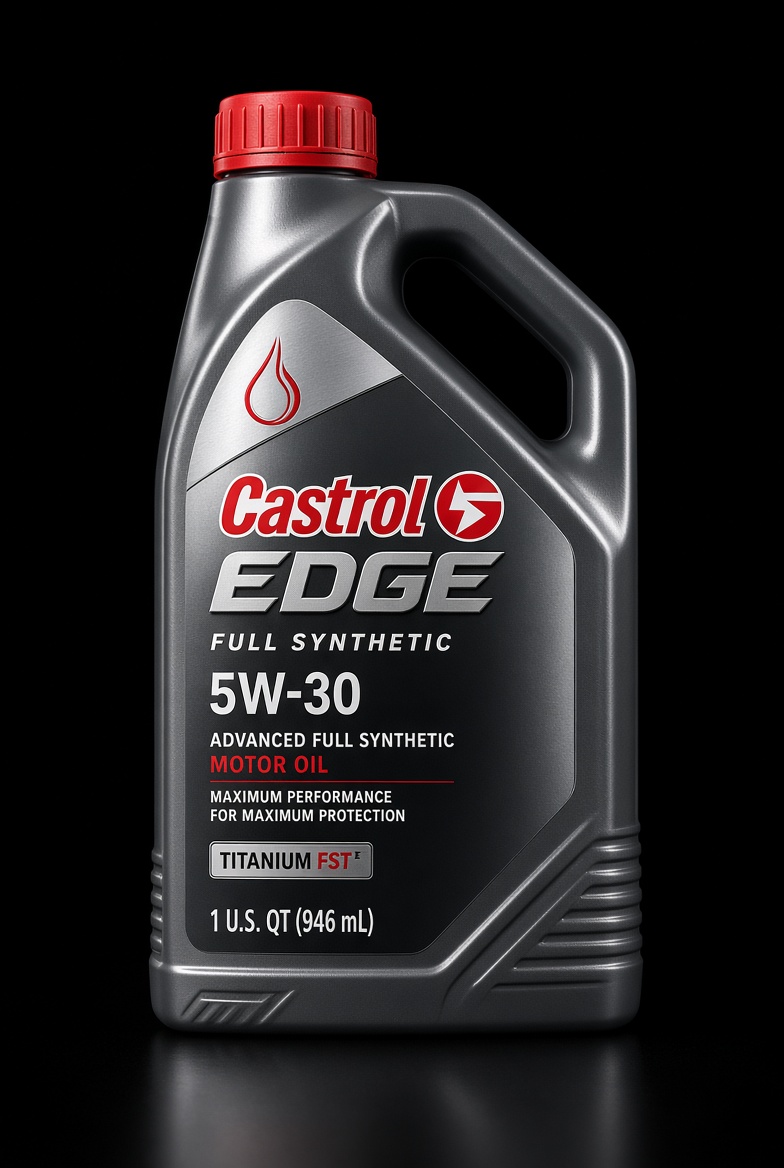 Castrol
EDGE
FULL SYNTHETIC
5W-30
ADVANCED FULL SYNTHETIC
MOTOR OIL
MAXIMUM PERFORMANCE
FOR MAXIMUM PROTECTION
TITANIUM FST E
1 U.S. QT (946 mL)